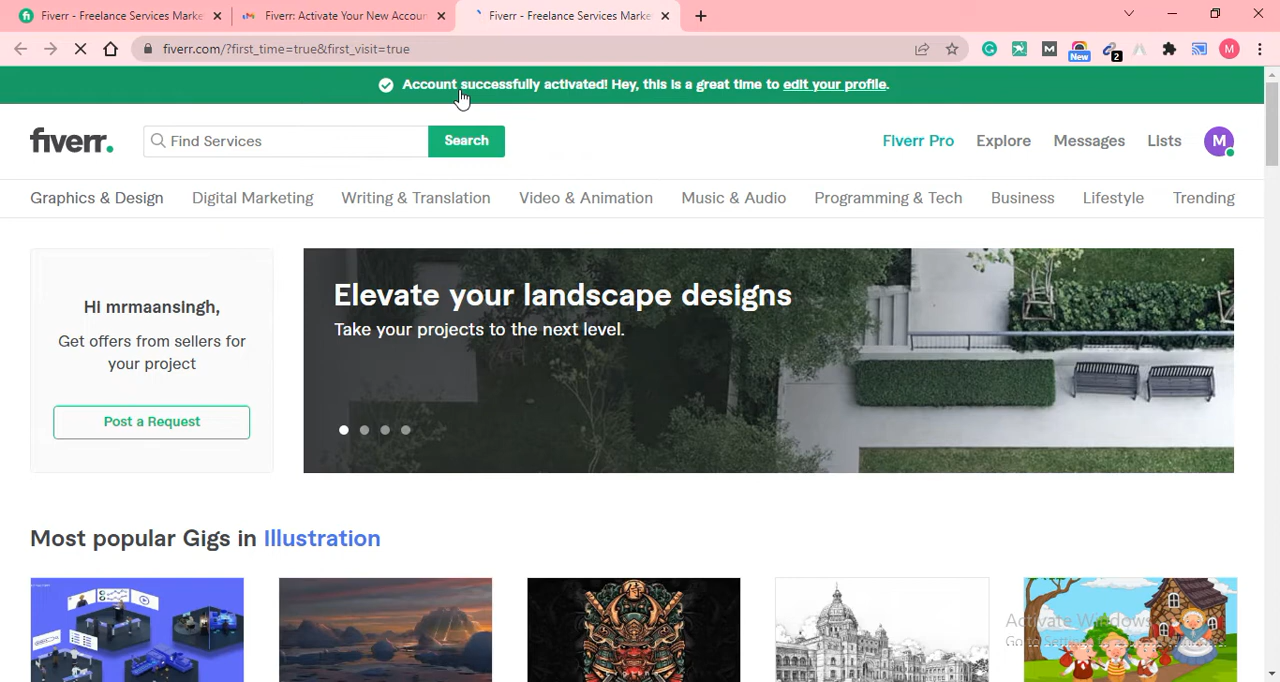 Fiverr - Freelance Services Marke
Fiverr: Activate Your New Accoun
Fiverr - Freelance Services Marke
fiverr.com/?first_time=true&first_visit=true
New
2
M
Account successfully activated! Hey, this is a great time to edit your profile.
fiverr.
Find Services
Search
Fiverr Pro
Explore
Messages
Lists
M
Graphics & Design
Digital Marketing
Writing & Translation
Video & Animation
Music & Audio
Programming & Tech
Business
Lifestyle
Trending
Hi mrmaansingh,
Get offers from sellers for
your project
Post a Request
Elevate your landscape designs
Take your projects to the next level.
Most popular Gigs in Illustration
Activate Windows